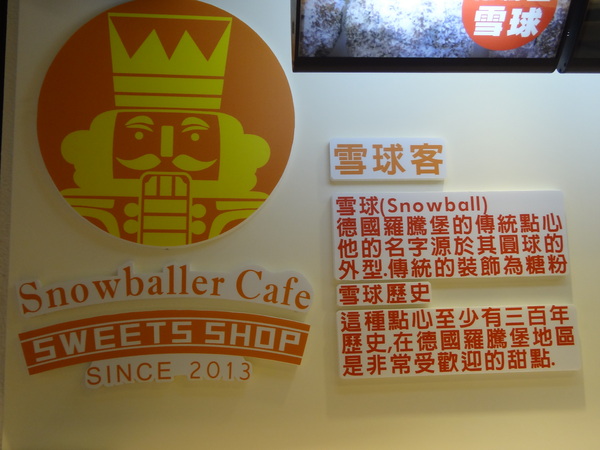 雪球
雪球客
雪球(Snowball)
德國羅騰堡的傳統點心
他的名字源於其圓球的
外型.傳統的裝飾為糖粉
雪球歷史
這種點心至少有三百年
歷史,在德國羅騰堡地區
是非常受歡迎的甜點.
Snowballer Cafe
SWEETS SHOP
SINCE 2013